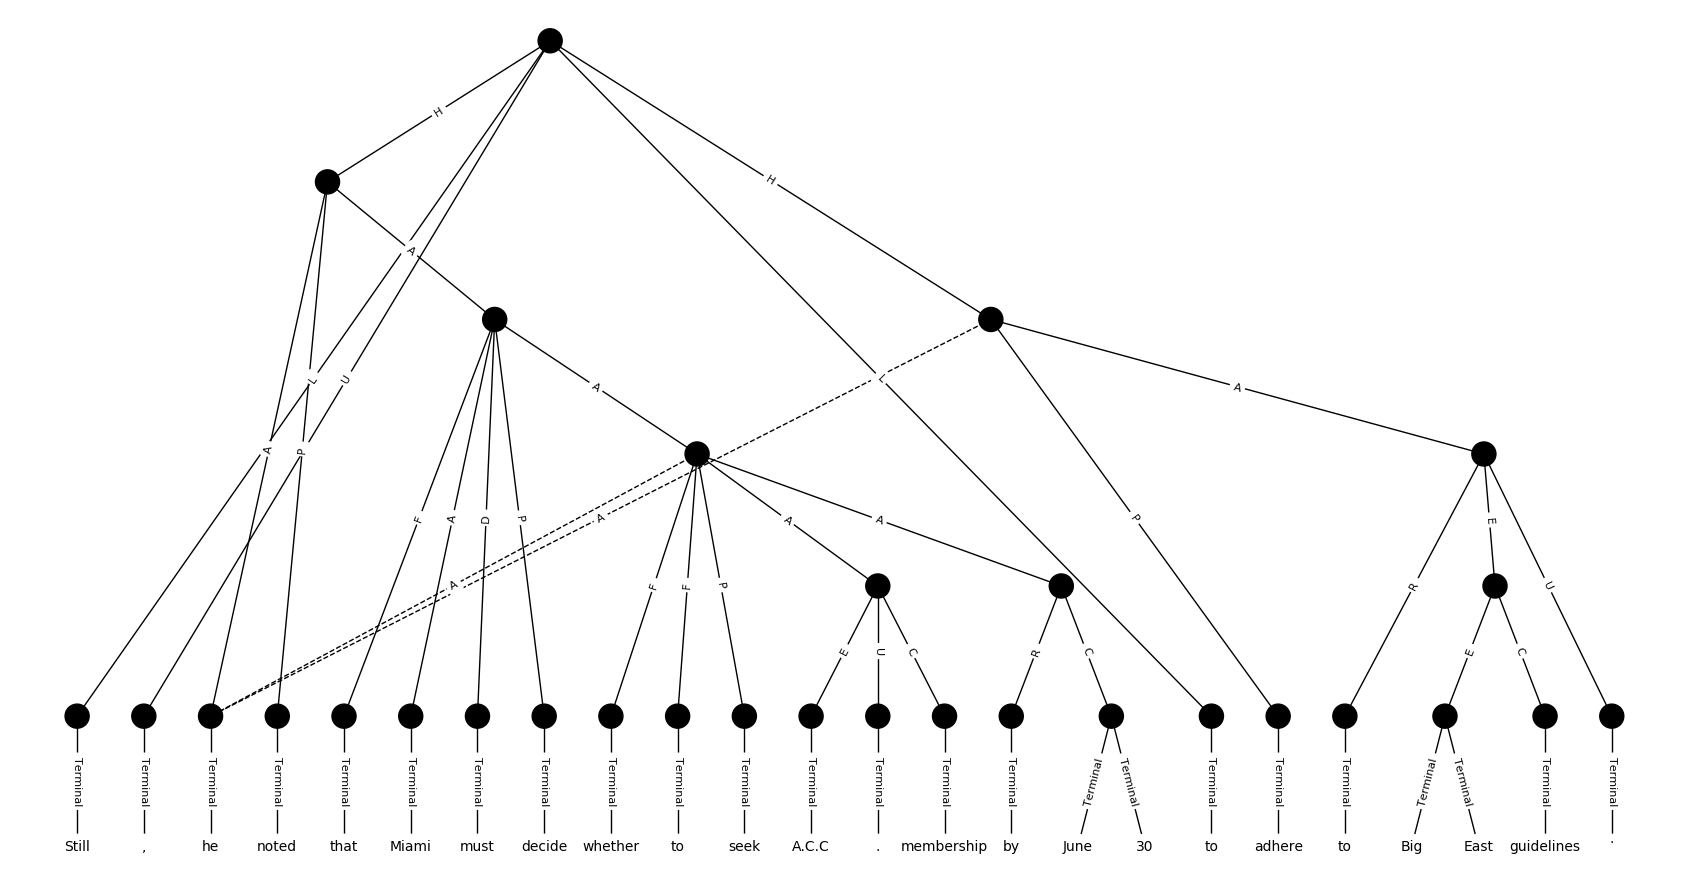 H
H
A
L
U
L
A
A
A
P
F
A
D
P
A
A
A
P
E
A
F
F
P
R
E
U
E
U
C
R
C
E
C
Terminal Terminal Terminal Terminal Terminal Terminal Terminal Terminal Terminal Terminal Terminal Terminal Terminal Terminal Terminal Terminal Terminal Terminal Terminal Terminal Terminal Terminal Terminal Terminal
Still , he noted that Miami must decide whether to seek A.C.C . membership by June 30 to adhere to Big East guidelines .